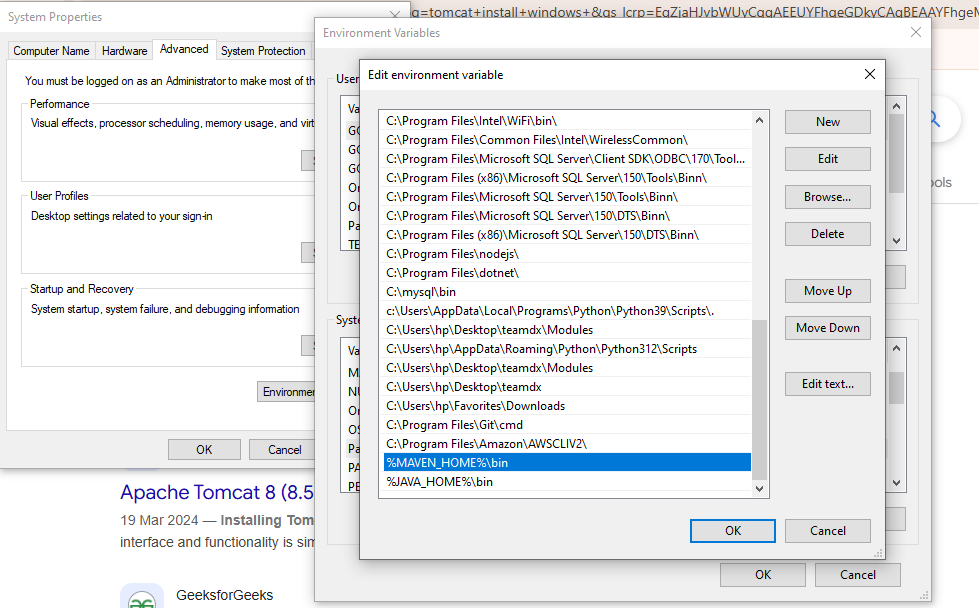 System Properties
g=tomcat+install+windows+&gs_lcrp=
Environment Variables
Edit environment variable
Computer Name
Hardware
Advanced
System Protection
You must be logged on as an Administrator to make most of th
Performance
Visual effects, processor scheduling, memory usage, and virt
User Profiles
Desktop settings related to your sign-in
Startup and Recovery
System startup, system failure, and debugging information
Environmer
OK
Cancel
User
Va
GC
GC
GC
On
On
Pa
TE
Syste
Va
M
NU
On
OS
Pa
PA
PE
C:\Program Files\Intel\WiFi\bin\
C:\Program Files\Common Files\Intel\WirelessCommon\
C:\Program Files\Microsoft SQL Server\Client SDK\ODBC\170\Tool...
C:\Program Files (x86)\Microsoft SQL Server\150\Tools\Binn\
C:\Program Files\Microsoft SQL Server\150\Tools\Binn\
C:\Program Files\Microsoft SQL Server\150\DTS\Binn\
C:\Program Files (x86)\Microsoft SQL Server\150\DTS\Binn\
C:\Program Files\nodejs\
C:\Program Files\dotnet\
C:\mysql\bin
c:\Users\AppData\Local\Programs\Python\Python39\Scripts\.
C:\Users\hp\Desktop\teamdx\Modules
C:\Users\hp\AppData\Roaming\Python\Python312\Scripts
C:\Users\hp\Desktop\teamdx\Modules
C:\Users\hp\Desktop\teamdx
C:\Users\hp\Favorites\Downloads
C:\Program Files\Git\cmd
C:\Program Files\Amazon\AWSCLIV2\
%MAVEN_HOME%\bin
%JAVA_HOME%\bin
New
Edit
Browse...
Delete
Move Up
Move Down
Edit text...
OK
Cancel
OK
Cancel
ools
Apache Tomcat 8 (8.5
19 Mar 2024 — Installing Tom
interface and functionality is sim
GeeksforGeeks